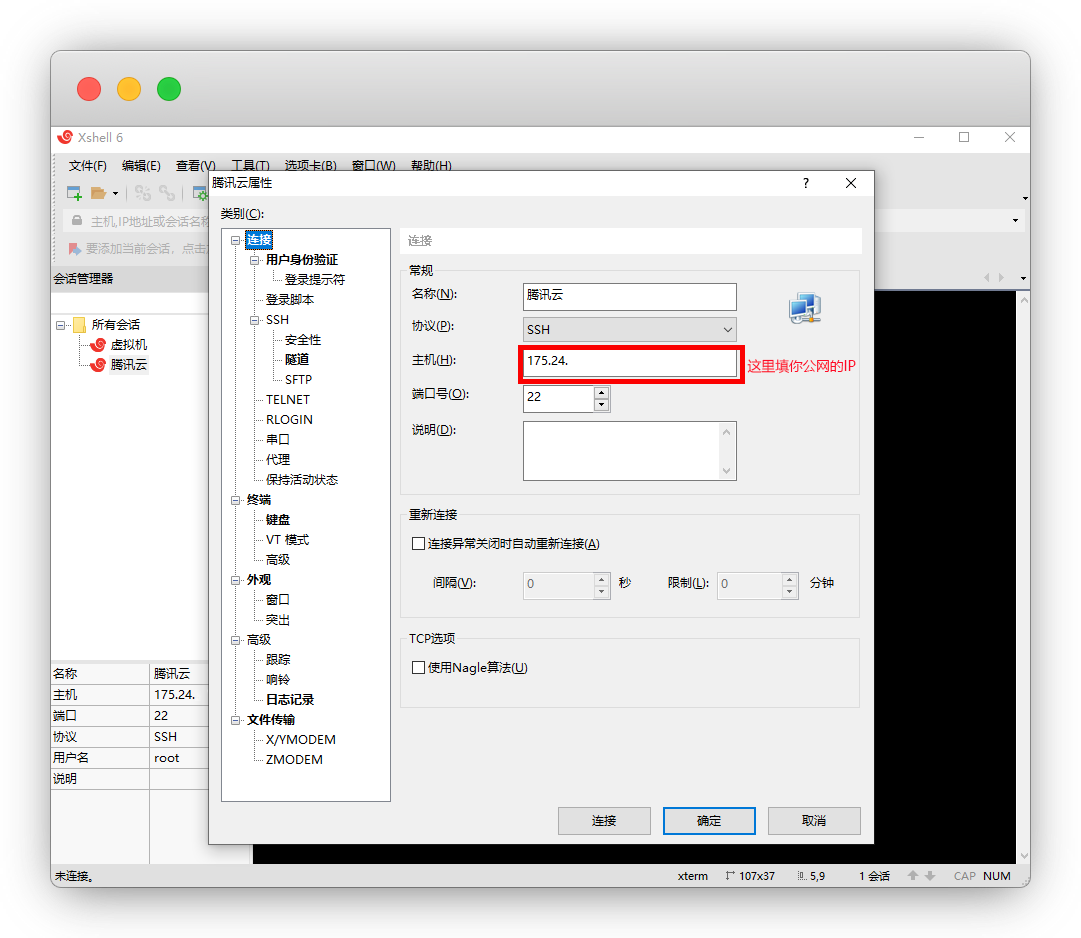 Xshell 6
文件(F) 编辑(E) 查看(V) 工具(T) 选项卡(B) 窗口(W) 帮助(H)
主机,IP地址或会话名称
要添加当前会话，点击
会话管理器
所有会话
虚拟机
腾讯云
名称 腾讯云
主机 175.24.
端口 22
协议 SSH
用户名 root
说明
腾讯云属性
?
类别(C):
连接
用户身份验证
登录提示符
登录脚本
SSH
安全性
隧道
SFTP
TELNET
RLOGIN
串口
代理
保持活动状态
终端
键盘
VT 模式
高级
外观
窗口
突出
高级
跟踪
响铃
日志记录
文件传输
X/YMODEM
ZMODEM
连接
常规
名称(N): 腾讯云
协议(P): SSH
主机(H): 175.24. 这里填你公网的IP
端口号(O): 22
说明(D):
重新连接
连接异常关闭时自动重新连接(A)
间隔(V): 0 秒 限制(L): 0 分钟
TCP选项
使用Nagle算法(U)
连接 确定 取消
未连接。 xterm 107x37 5,9 1 会话 CAP NUM